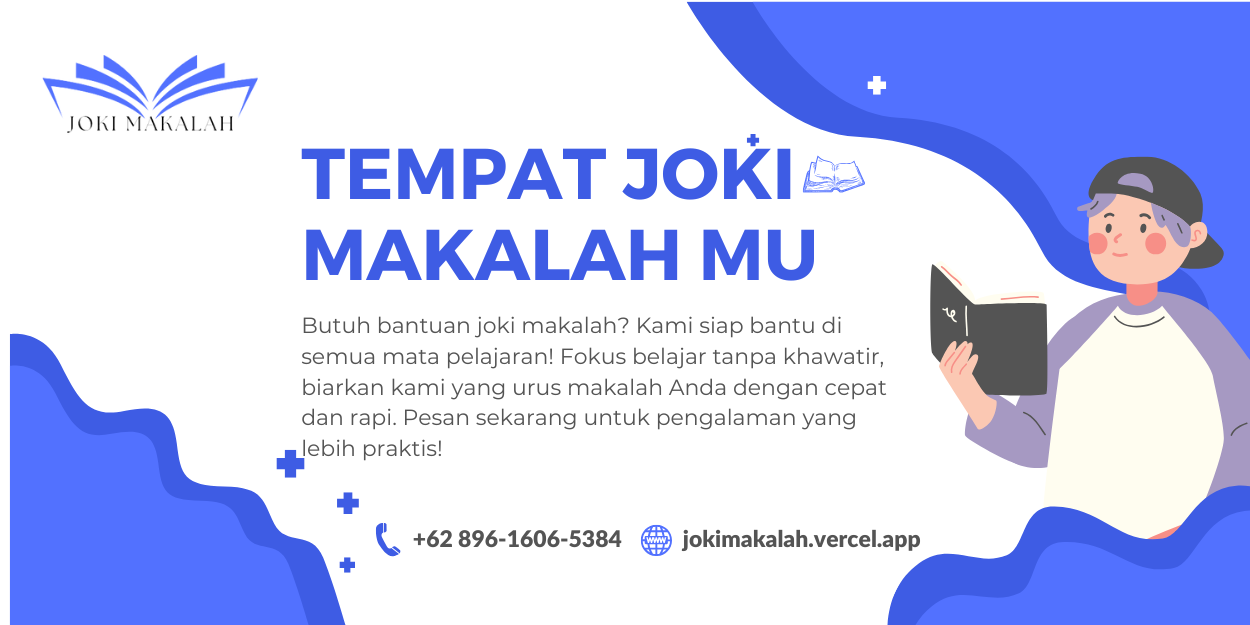 JOKI MAKALAH
TEMPAT JOKI
MAKALAH MU
Butuh bantuan joki makalah? Kami siap bantu di
semua mata pelajaran! Fokus belajar tanpa khawatir,
biarkan kami yang urus makalah Anda dengan cepat
dan rapi. Pesan sekarang untuk pengalaman yang
lebih praktis!
+62 896-1606-5384
WWW
jokimakalah.vercel.app